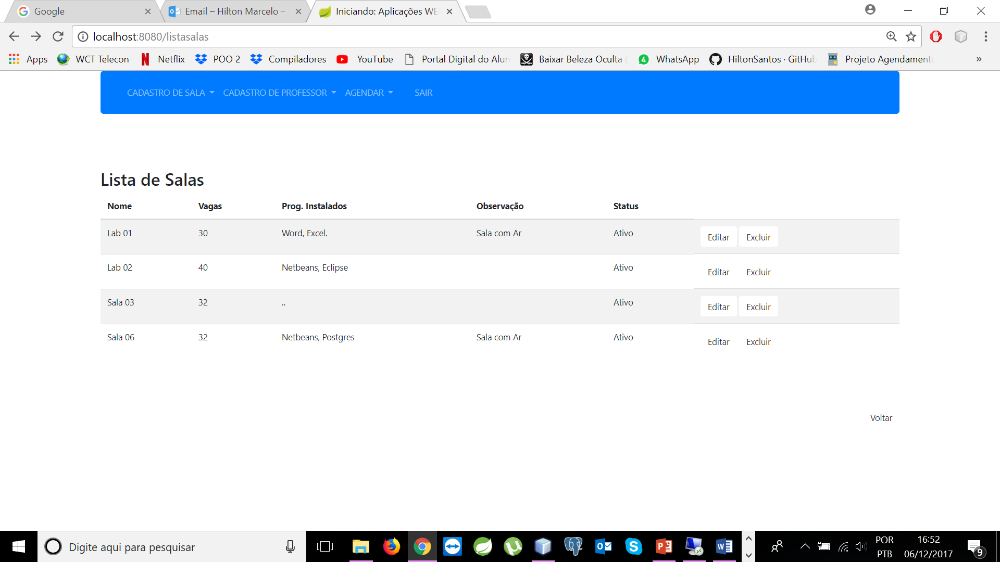 Google
Email – Hilton Marcelo –
Iniciando: Aplicações WE
localhost:8080/listasalas
Apps WCT Telecon Netflix POO 2 Compiladores YouTube Portal Digital do Alun Baixar Beleza Oculta ( WhatsApp HiltonSantos · GitHub Projeto Agendamento »
CADASTRO DE SALA CADASTRO DE PROFESSOR AGENDAR SAIR
Lista de Salas
Nome Vagas Prog. Instalados Observação Status
Lab 01 30 Word, Excel. Sala com Ar Ativo Editar Excluir
Lab 02 40 Netbeans, Eclipse Ativo Editar Excluir
Sala 03 32 .. Ativo Editar Excluir
Sala 06 32 Netbeans, Postgres Sala com Ar Ativo Editar Excluir
Voltar
Digite aqui para pesquisar
POR
PTB
16:52
06/12/2017
9